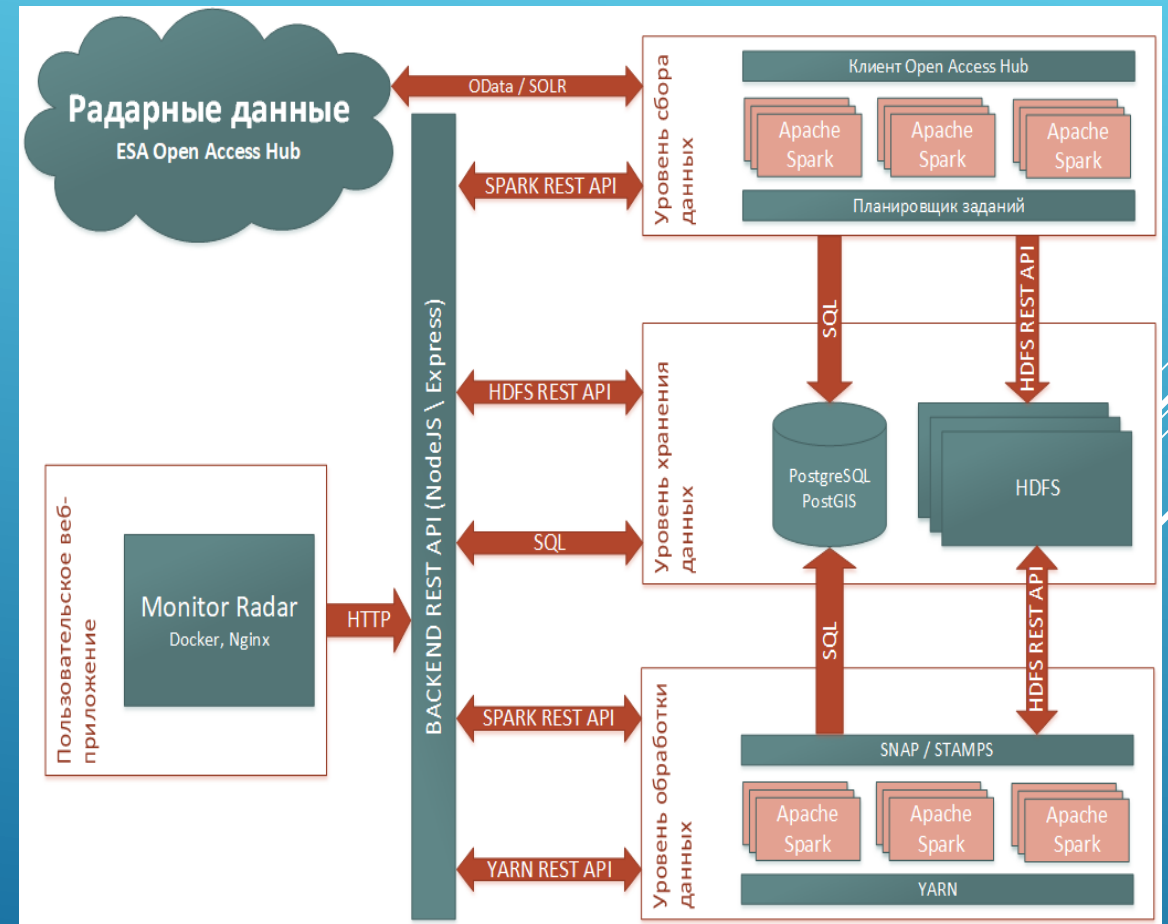 Радарные данные
ESA Open Access Hub
OData / SOLR
SPARK REST API
Уровень сбора
данных
Клиент Open Access Hub
Apache
Spark
Apache
Spark
Apache
Spark
Планировщик заданий
SQL
HDFS REST API
BACKEND REST API (NodeJS \ Express)
HDFS REST API
SQL
Уровень хранения
данных
PostgreSQL
PostGIS
HDFS
Пользовательское веб-
приложение
Monitor Radar
Docker, Nginx
HTTP
SQL
HDFS REST API
SPARK REST API
YARN REST API
Уровень обработки
данных
SNAP / STAMPS
Apache
Spark
Apache
Spark
Apache
Spark
YARN